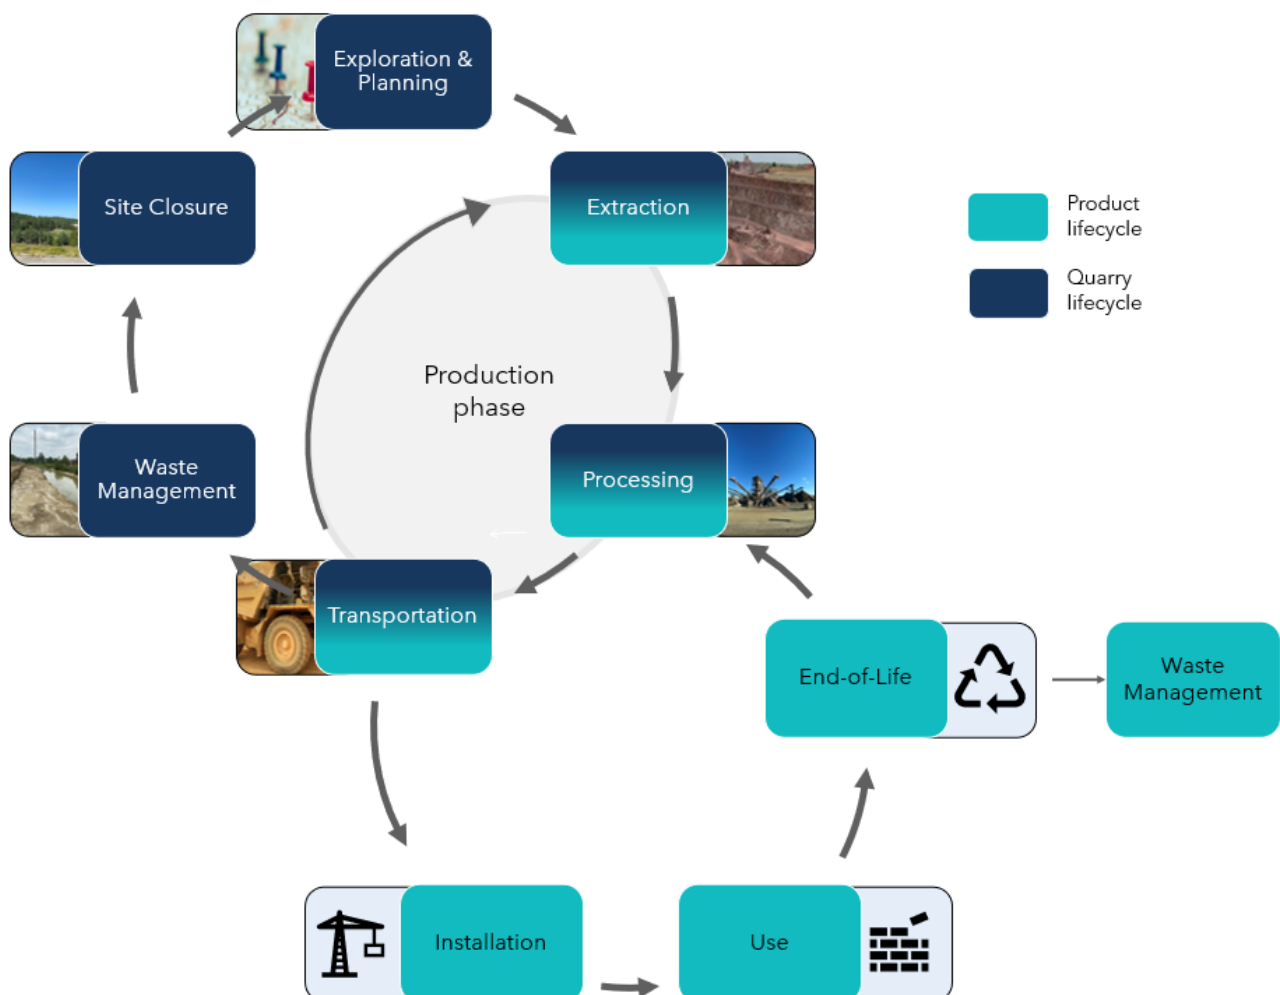 Exploration &
Planning
Site Closure
Extraction
Product
lifecycle
Quarry
lifecycle
Production
phase
Waste
Management
Processing
Transportation
End-of-Life
Waste
Management
Installation
Use